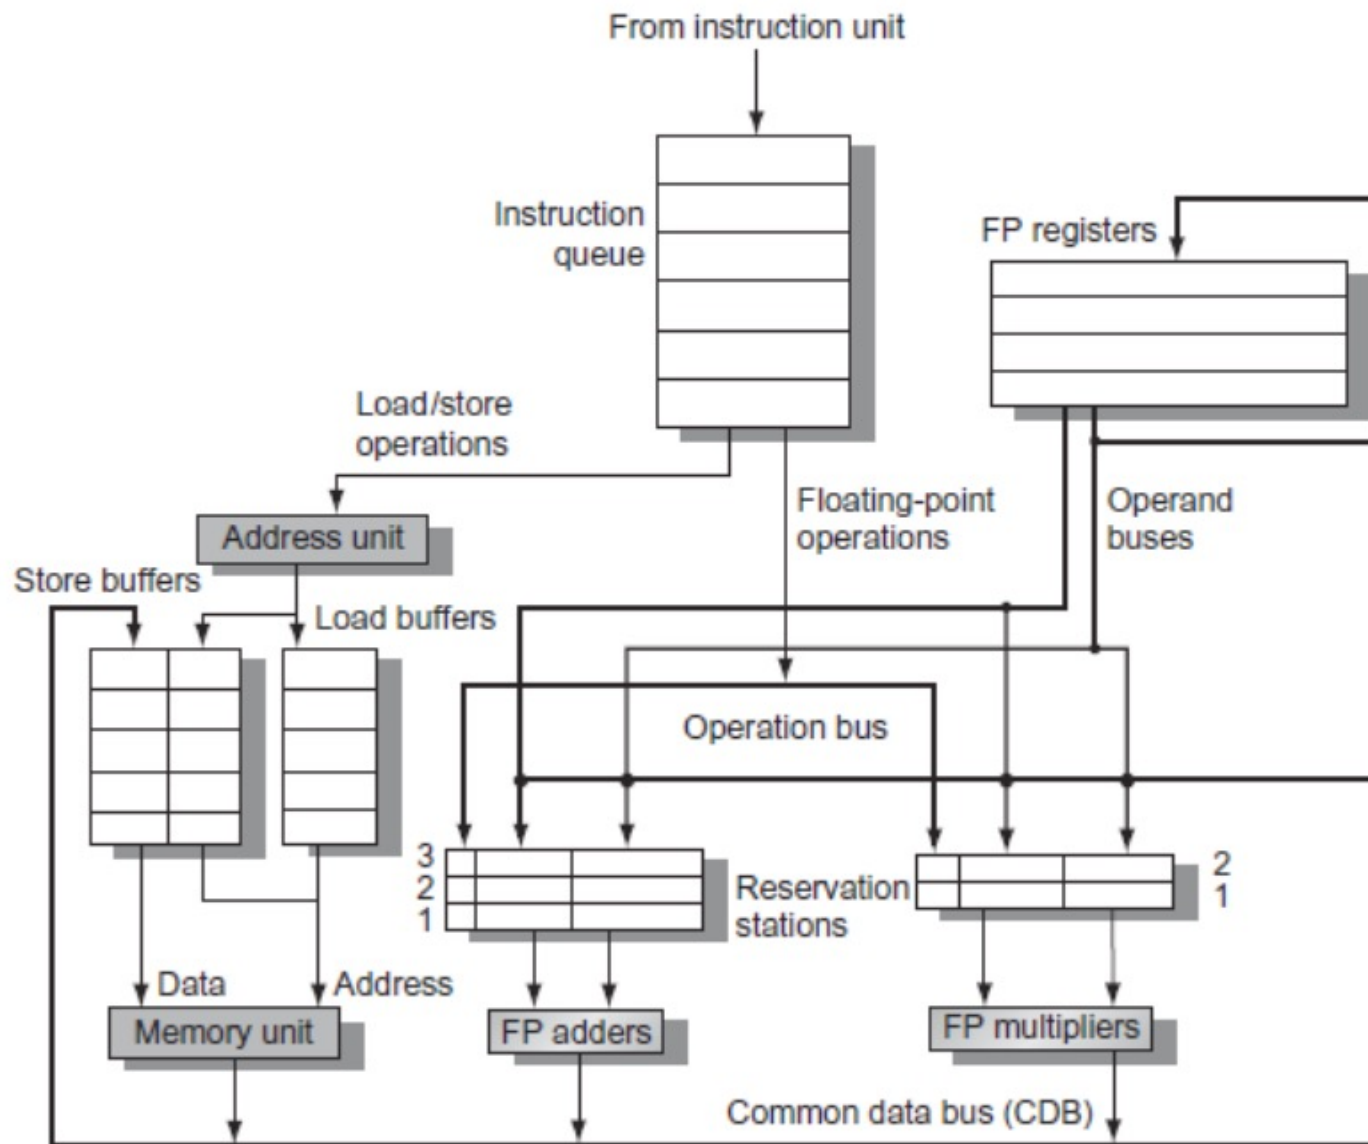 From instruction unit
Instruction
queue
FP registers
Load/store
operations
Floating-point
operations
Operand
buses
Address unit
Store buffers
Load buffers
Operation bus
3
2
1
Reservation
stations
2
1
Data
Address
Memory unit
FP adders
FP multipliers
Common data bus (CDB)